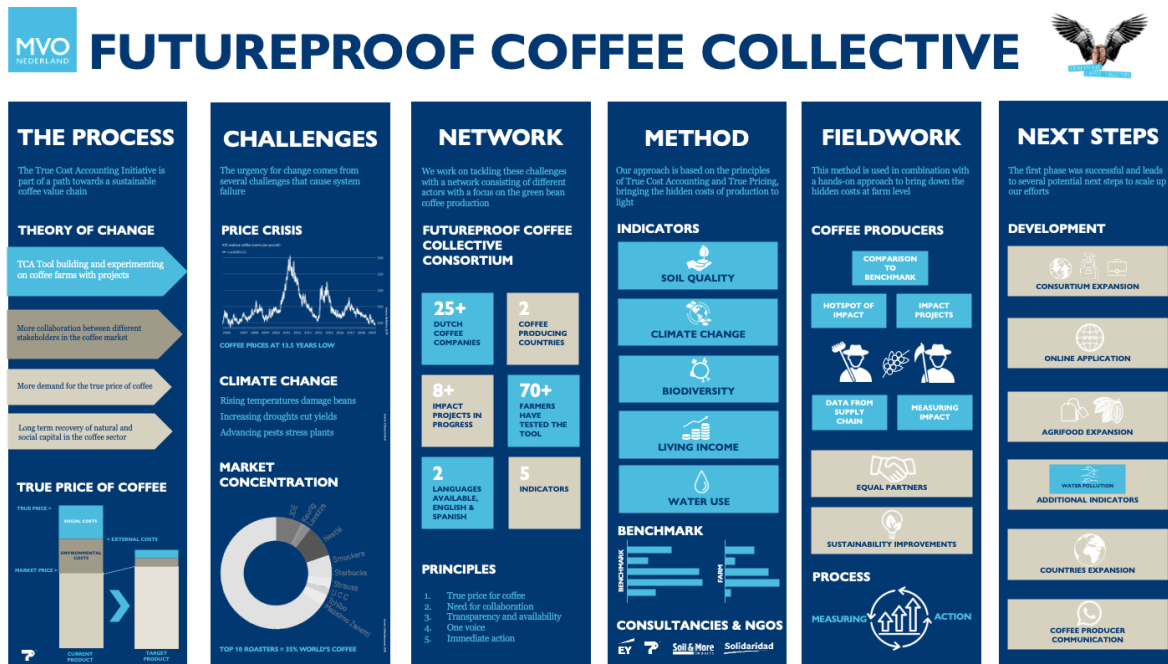 MVO
NEDERLAND
FUTUREPROOF COFFEE COLLECTIVE
THE PROCESS
The True Cost Accounting Initiative is
part of a path towards a sustainable
coffee value chain
THEORY OF CHANGE
TCA Tool building and experimenting
on coffee farms with projects
More collaboration between different
stakeholders in the coffee market
More demand for the true price of coffee
Long term recovery of natural and
social capital in the coffee sector
TRUE PRICE OF COFFEE
TRUE PRICE =
SOCIAL COSTS
+ EXTERNAL COSTS
ENVIRONMENTAL
COSTS
MARKET PRICE =
CURRENT
PRODUCT
TARGET
PRODUCT
CHALLENGES
The urgency for change comes from
several challenges that cause system
failure
PRICE CRISIS
COFFEE PRICES AT 13.5 YEARS LOW
CLIMATE CHANGE
Rising temperatures damage beans
Increasing droughts cut yields
Advancing pests stress plants
MARKET
CONCENTRATION
JDE
Keurig
Lavazza
Nestle
Smuckers
Starbucks
Strauss
UCC
Tchibo
Massimo Zanetti
TOP 10 ROASTERS = 35% WORLD'S COFFEE
NETWORK
We work on tackling these challenges
with a network consisting of different
actors with a focus on the green bean
coffee production
FUTUREPROOF COFFEE
COLLECTIVE
CONSORTIUM
25+
DUTCH
COFFEE
COMPANIES
2
COFFEE
PRODUCING
COUNTRIES
8+
IMPACT
PROJECTS IN
PROGRESS
70+
FARMERS
HAVE
TESTED THE
TOOL
2
LANGUAGES
AVAILABLE,
ENGLISH &
SPANISH
5
INDICATORS
PRINCIPLES
1. True price for coffee
2. Need for collaboration
3. Transparency and availability
4. One voice
5. Immediate action
METHOD
Our approach is based on the principles
of True Cost Accounting and True Pricing,
bringing the hidden costs of production to
light
INDICATORS
SOIL QUALITY
CLIMATE CHANGE
BIODIVERSITY
LIVING INCOME
WATER USE
BENCHMARK
BENCHMARK
FARM
CONSULTANCIES & NGOS
EY
Soil & More
Solidaridad
FIELDWORK
This method is used in combination
with a hands-on approach to bring down the
hidden costs at farm level
COFFEE PRODUCERS
COMPARISON
TO
BENCHMARK
HOTSPOT OF
IMPACT
IMPACT
PROJECTS
DATA FROM
SUPPLY
CHAIN
MEASURING
IMPACT
EQUAL PARTNERS
SUSTAINABILITY IMPROVEMENTS
PROCESS
MEASURING
ACTION
NEXT STEPS
The first phase was successful and leads
to several potential next steps to scale up
our efforts
DEVELOPMENT
CONSURTIUM EXPANSION
WWW
ONLINE APPLICATION
AGRIFOOD EXPANSION
WATER POLLUTION
ADDITIONAL INDICATORS
COUNTRIES EXPANSION
COFFEE PRODUCER
COMMUNICATION